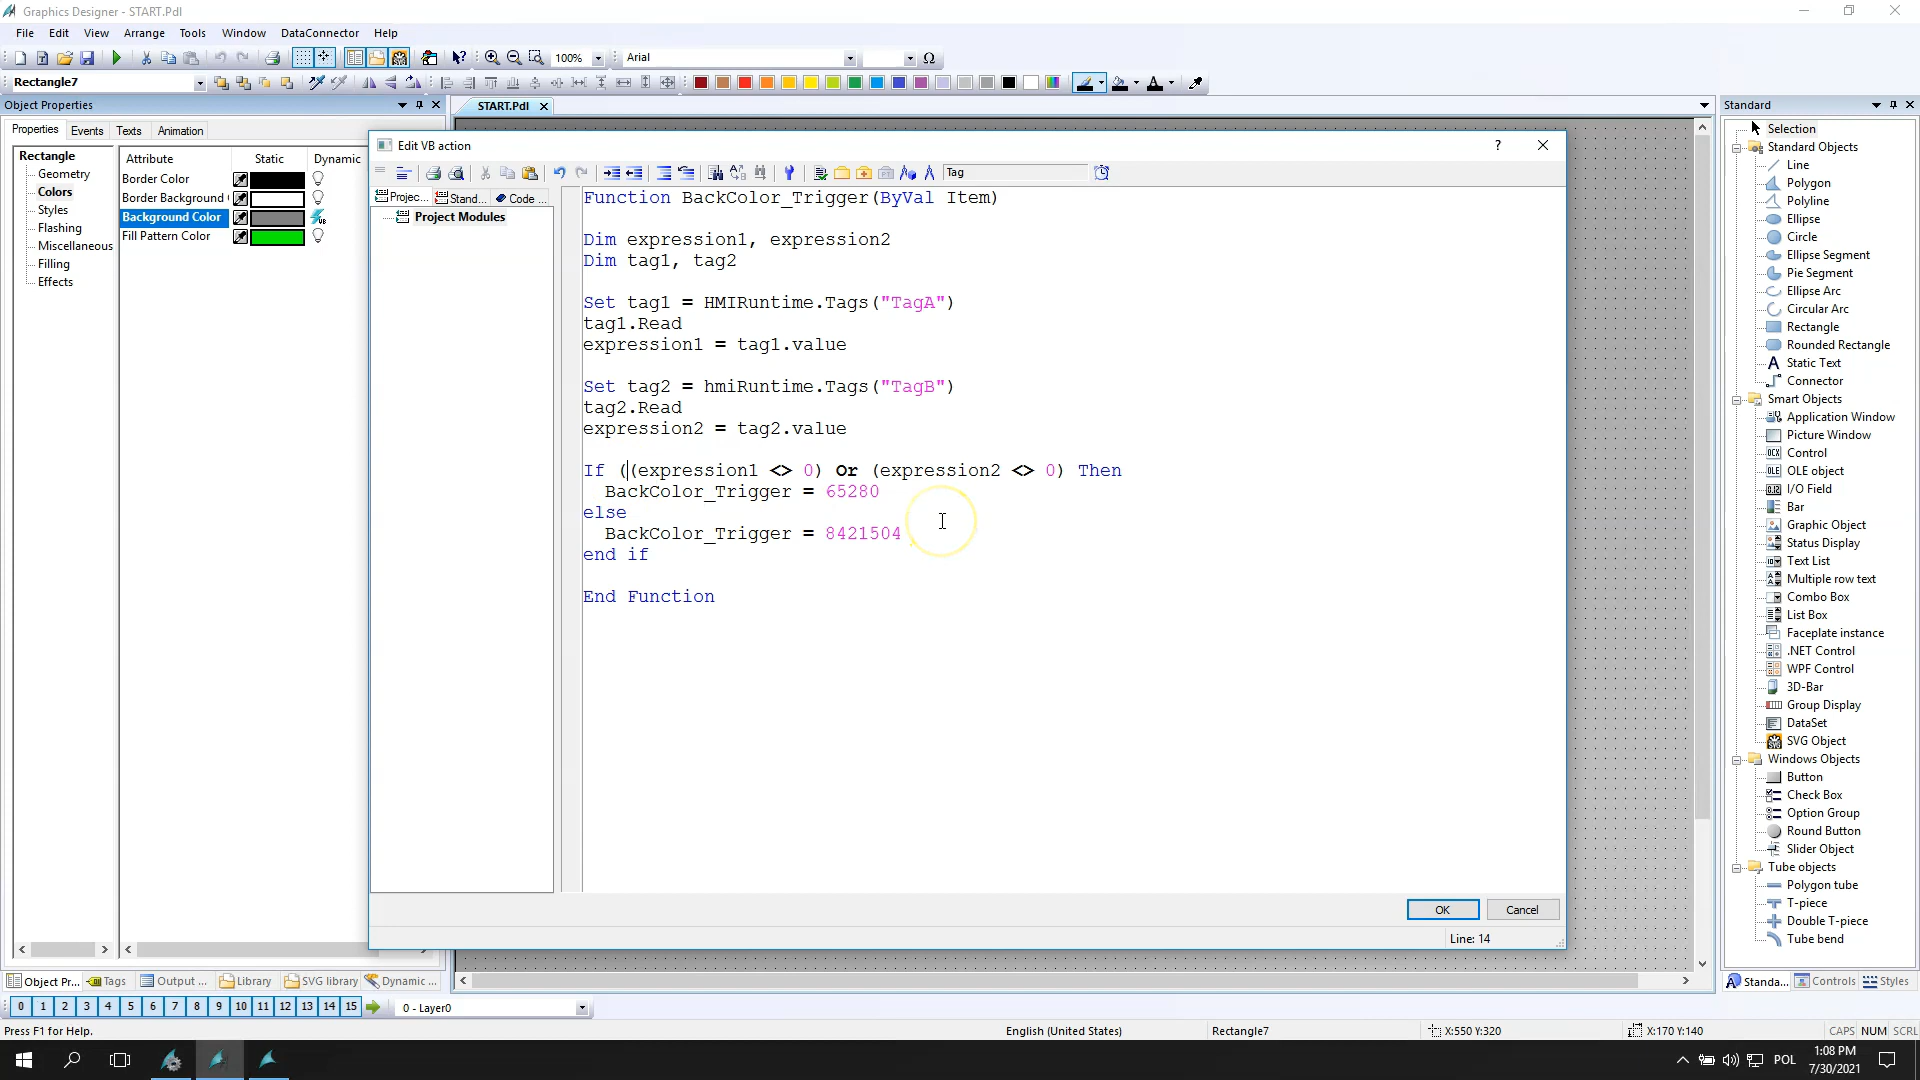 Graphics Designer - START.Pdl
File Edit View Arrange Tools Window DataConnector Help
100% Arial Ω
Rectangle7
Object Properties
START.Pdl
Standard
Properties Events Texts Animation
Rectangle
Geometry
Colors
Styles
Flashing
Miscellaneous
Filling
Effects
Attribute Static Dynamic
Border Color
Border Background
Background Color
Fill Pattern Color
Edit VB action
Tag
Projec... Stand... Code ...
Project Modules
Function BackColor_Trigger(ByVal Item)
Dim expression1, expression2
Dim tag1, tag2
Set tag1 = HMIRuntime.Tags("TagA")
tag1.Read
expression1 = tag1.value
Set tag2 = hmiRuntime.Tags("TagB")
tag2.Read
expression2 = tag2.value
If ((expression1 <> 0) Or (expression2 <> 0) Then
BackColor_Trigger = 65280
else
BackColor_Trigger = 8421504
end if
End Function
OK Cancel
Line: 14
Selection
Standard Objects
Line
Polygon
Polyline
Ellipse
Circle
Ellipse Segment
Pie Segment
Ellipse Arc
Circular Arc
Rectangle
Rounded Rectangle
Static Text
Connector
Smart Objects
Application Window
Picture Window
Control
OLE object
I/O Field
Bar
Graphic Object
Status Display
Text List
Multiple row text
Combo Box
List Box
Faceplate instance
.NET Control
WPF Control
3D-Bar
Group Display
DataSet
SVG Object
Windows Objects
Button
Check Box
Option Group
Round Button
Slider Object
Tube objects
Polygon tube
T-piece
Double T-piece
Tube bend
Object Pr... Tags Output ... Library SVG library Dynamic ...
Standa... Controls Styles
0 1 2 3 4 5 6 7 8 9 10 11 12 13 14 15 0 - Layer0
Press F1 for Help. English (United States) Rectangle7 X:550 Y:320 X:170 Y:140 CAPS NUM SCRL
POL 1:08 PM
7/30/2021